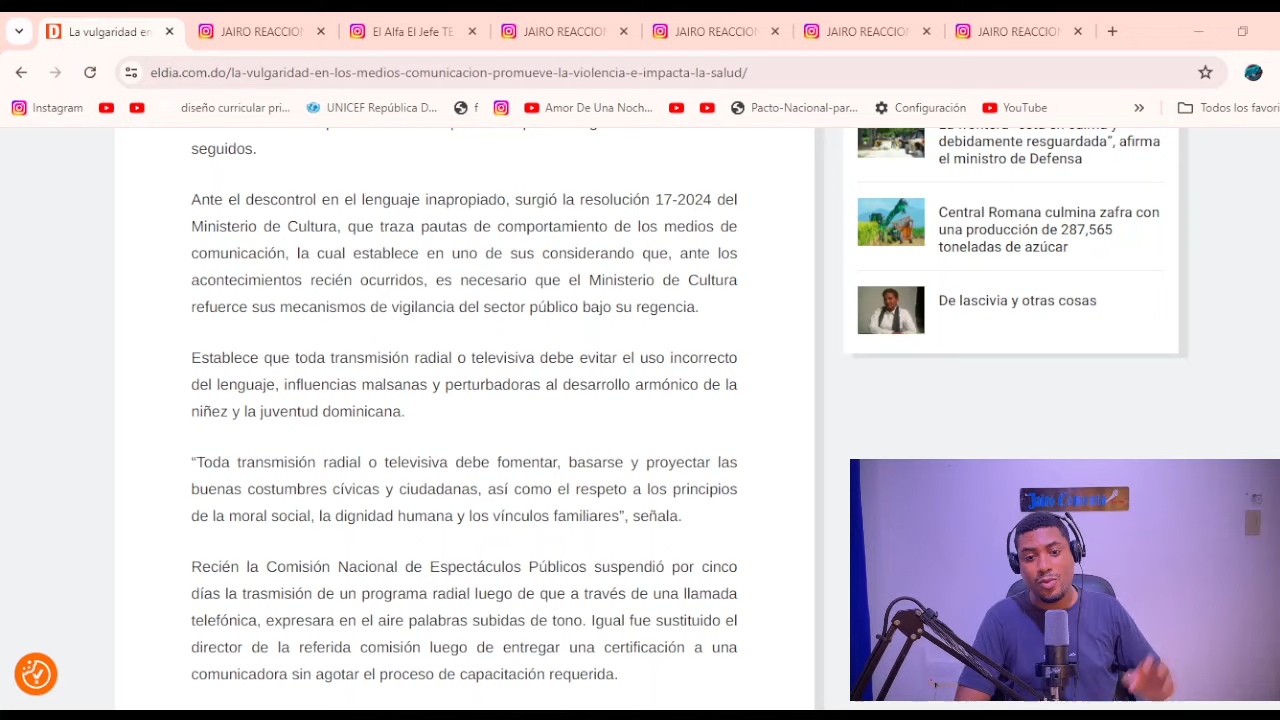 La vulgaridad en
JAIRO REACCION
El Alfa El Jefe TE
JAIRO REACCION
JAIRO REACCION
JAIRO REACCION
JAIRO REACCION
eldia.com.do/la-vulgaridad-en-los-medios-comunicacion-promueve-la-violencia-e-impacta-la-salud/
Instagram
diseño curricular pri...
UNICEF República D...
f
Amor De Una Noch...
Pacto-Nacional-par...
Configuración
YouTube
Todos los favori
seguidos.
Ante el descontrol en el lenguaje inapropiado, surgió la resolución 17-2024 del
Ministerio de Cultura, que traza pautas de comportamiento de los medios de
comunicación, la cual establece en uno de sus considerando que, ante los
acontecimientos recién ocurridos, es necesario que el Ministerio de Cultura
refuerce sus mecanismos de vigilancia del sector público bajo su regencia.
Establece que toda transmisión radial o televisiva debe evitar el uso incorrecto
del lenguaje, influencias malsanas y perturbadoras al desarrollo armónico de la
niñez y la juventud dominicana.
“Toda transmisión radial o televisiva debe fomentar, basarse y proyectar las
buenas costumbres cívicas y ciudadanas, así como el respeto a los principios
de la moral social, la dignidad humana y los vínculos familiares”, señala.
Recién la Comisión Nacional de Espectáculos Públicos suspendió por cinco
días la trasmisión de un programa radial luego de que a través de una llamada
telefónica, expresara en el aire palabras subidas de tono. Igual fue sustituido el
director de la referida comisión luego de entregar una certificación a una
comunicadora sin agotar el proceso de capacitación requerida.
La frontera “está en calma y
debidamente resguardada”, afirma
el ministro de Defensa
Central Romana culmina zafra con
una producción de 287,565
toneladas de azúcar
De lascivia y otras cosas